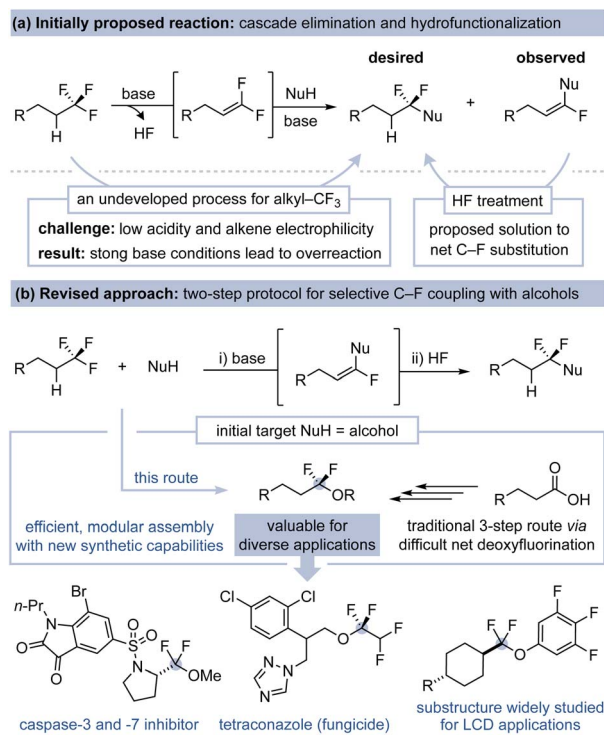 (a) Initially proposed reaction: cascade elimination and hydrofunctionalization
desired
observed
R
H
F
F
F
base
HF
R
F
F
NuH
base
R
H
F
F
Nu
+
R
Nu
F
an undeveloped process for alkyl–CF3
challenge: low acidity and alkene electrophilicity
result: stong base conditions lead to overreaction
HF treatment
proposed solution to
net C–F substitution
(b) Revised approach: two-step protocol for selective C–F coupling with alcohols
R
H
F
F
F
+
NuH
i) base
R
Nu
F
ii) HF
R
H
F
F
Nu
initial target NuH = alcohol
this route
R
F
F
OR
R
O
OH
efficient, modular assembly
with new synthetic capabilities
valuable for
diverse applications
traditional 3-step route via
difficult net deoxyfluorination
n-Pr
Br
N
O
O
O
O
S
N
F
F
OMe
caspase-3 and -7 inhibitor
Cl
Cl
O
F
F
F
F
N
N
N
tetraconazole (fungicide)
R
F
F
O
F
F
F
substructure widely studied
for LCD applications